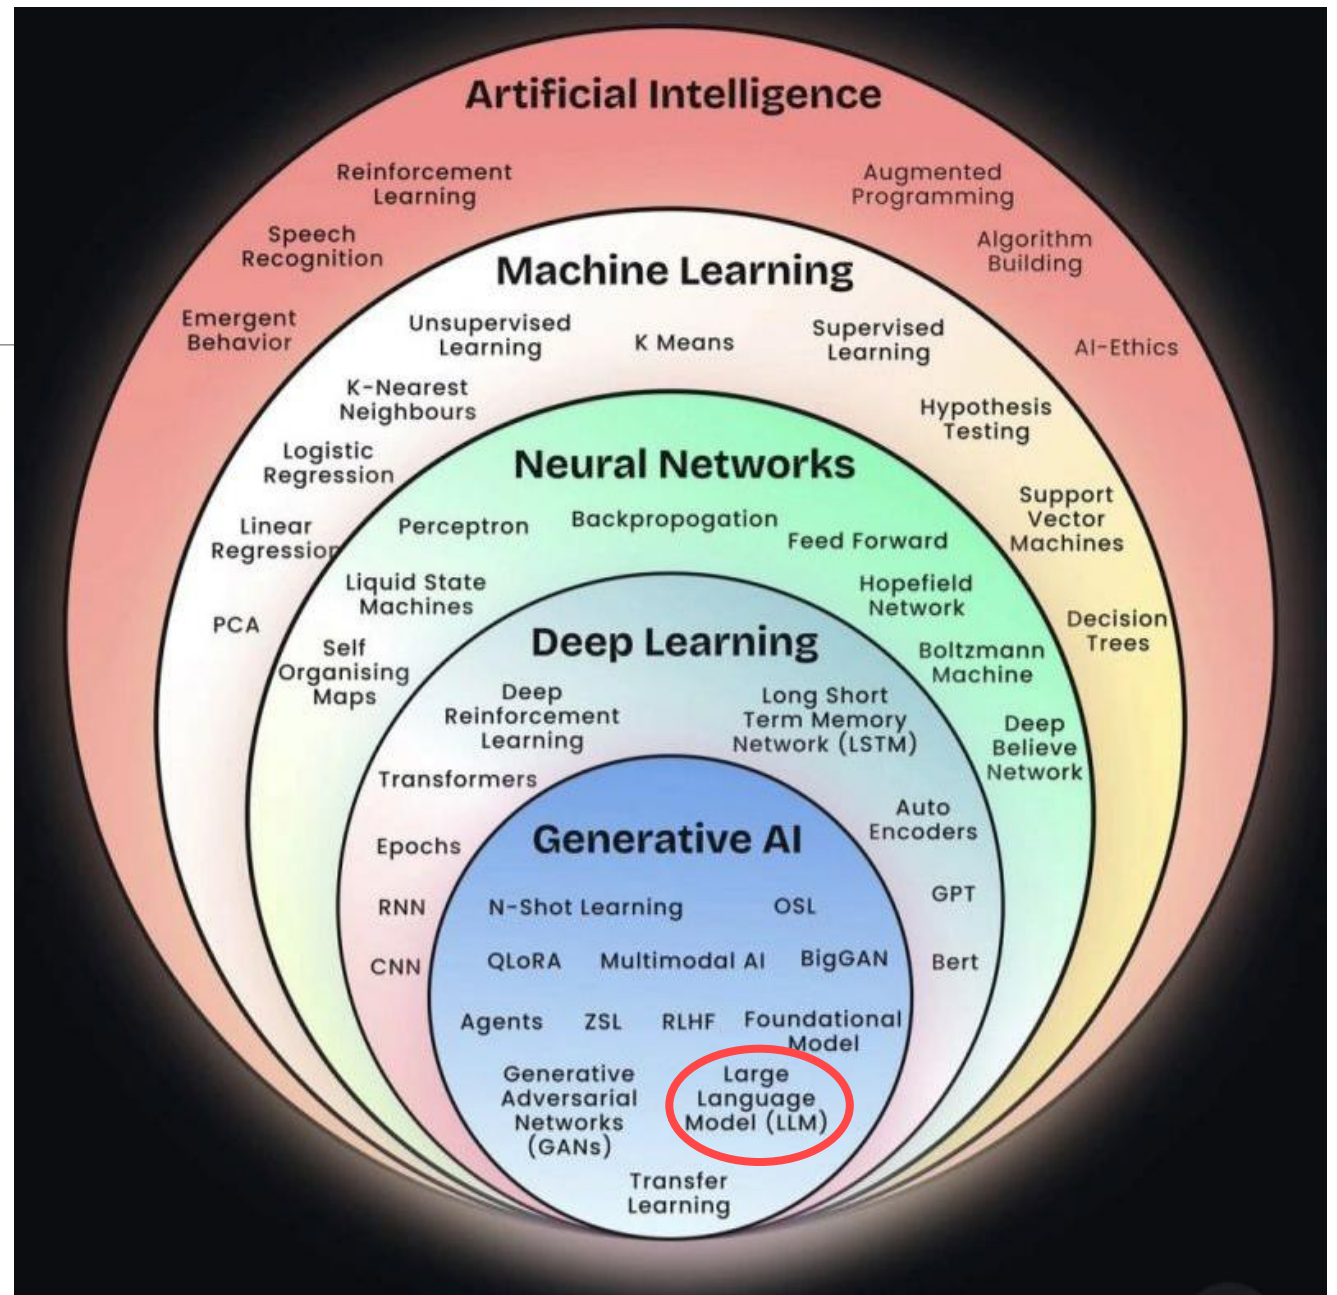 Artificial Intelligence
Reinforcement
Learning
Augmented
Programming
Speech
Recognition
Algorithm
Building
Emergent
Behavior
AI-Ethics
Machine Learning
Unsupervised
Learning
K Means
Supervised
Learning
K-Nearest
Neighbours
Hypothesis
Testing
Logistic
Regression
Support
Vector
Machines
Linear
Regression
Decision
Trees
PCA
Neural Networks
Perceptron
Backpropogation
Feed Forward
Liquid State
Machines
Hopefield
Network
Self
Organising
Maps
Boltzmann
Machine
Deep
Believe
Network
Deep Learning
Deep
Reinforcement
Learning
Long Short
Term Memory
Network (LSTM)
Transformers
Auto
Encoders
Epochs
RNN
GPT
CNN
Bert
Generative AI
N-Shot Learning
OSL
QLoRA
Multimodal AI
BigGAN
Agents
ZSL
RLHF
Foundational
Model
Generative
Adversarial
Networks
(GANs)
Large
Language
Model (LLM)
Transfer
Learning